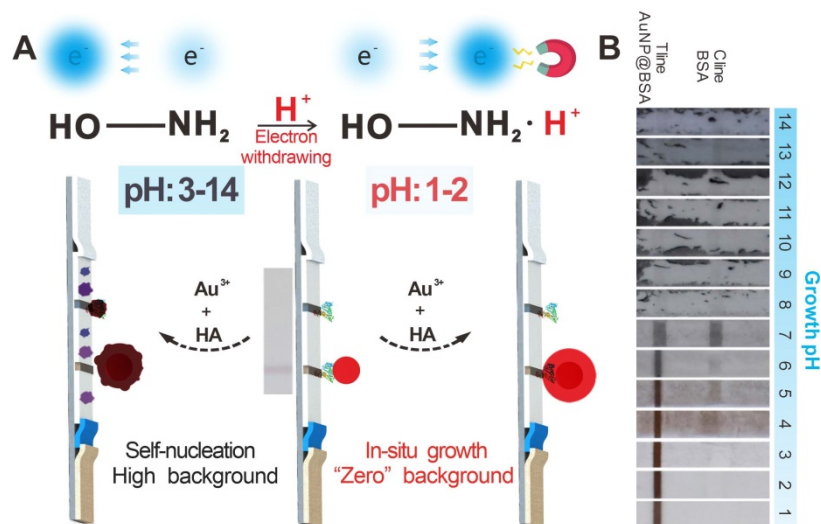 A
e⁻
e⁻
e⁻
e⁻
HO—NH₂
H⁺
Electron
withdrawing
HO—NH₂· H⁺
pH: 3-14
pH: 1-2
Au³⁺
+
HA
Au³⁺
+
HA
Self-nucleation
High background
In-situ growth
“Zero” background
B
Tline
AuNP@BSA
Cline
BSA
14
13
12
11
10
9
8
7
6
5
4
3
2
1
Growth pH